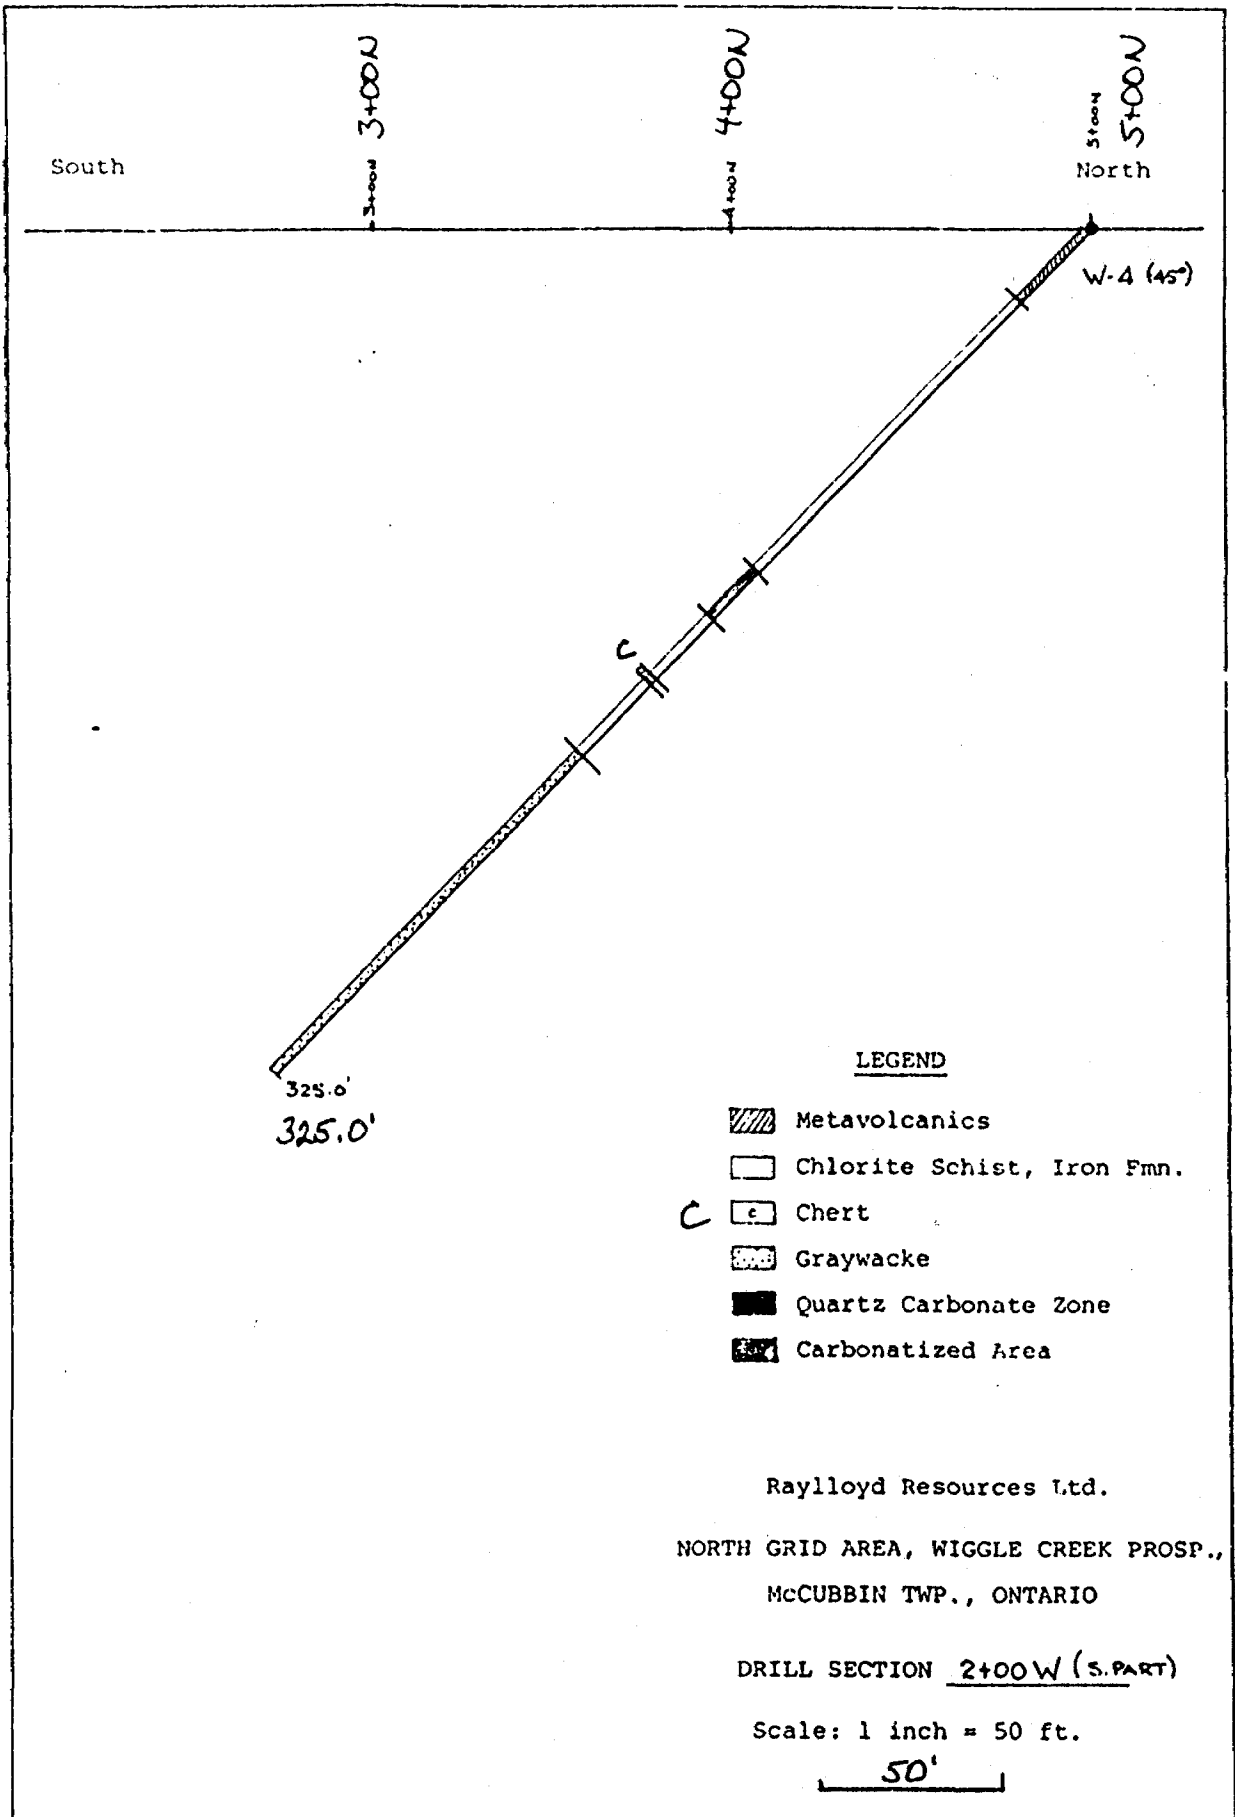 3+00N
4+00N
5+00N
5+00N
South
3+00N
4+00N
North
W-4 (45°)
C
325.0'
325.0'
LEGEND
Metavolcanics
Chlorite Schist, Iron Fmn.
C c Chert
Graywacke
Quartz Carbonate Zone
Carbonatized Area
Raylloyd Resources Ltd.
NORTH GRID AREA, WIGGLE CREEK PROSP.,
McCUBBIN TWP., ONTARIO
DRILL SECTION 2+00 W (S.PART)
Scale: 1 inch = 50 ft.
50'